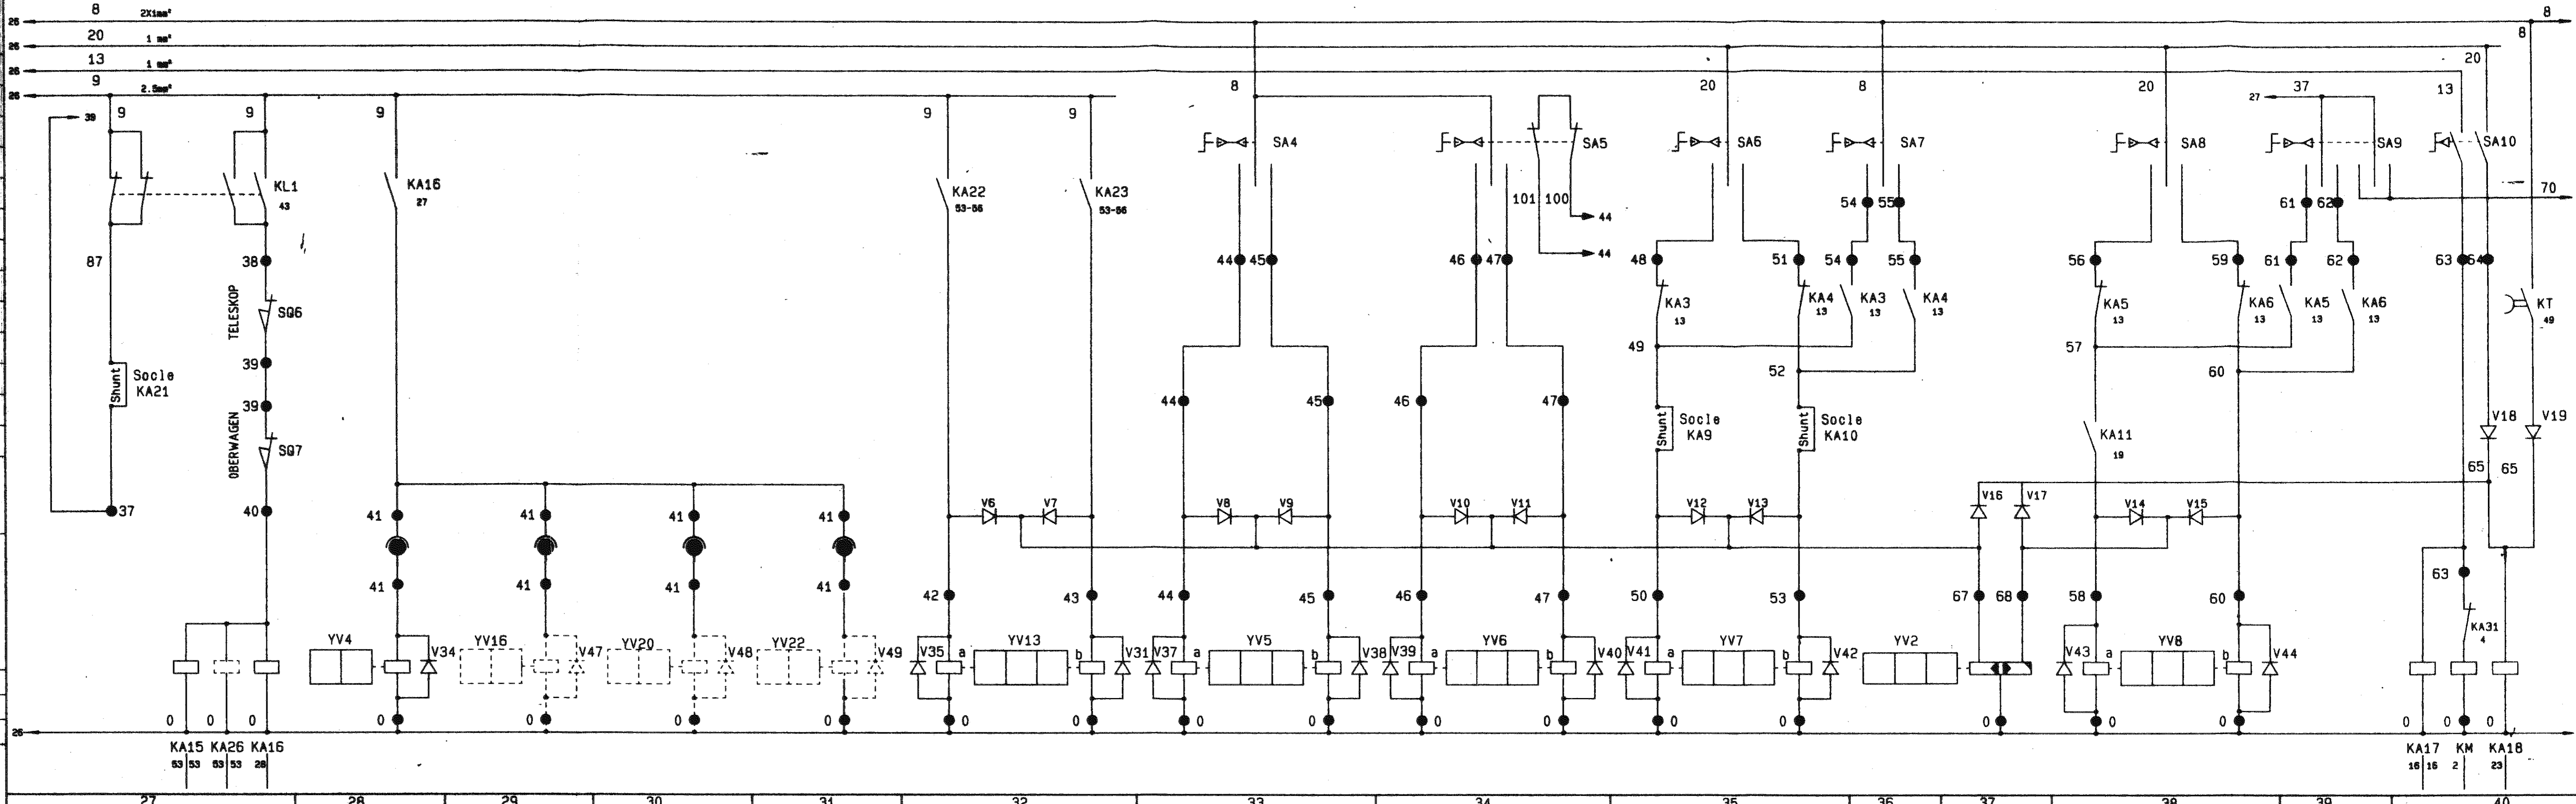 26 8 2X1mm² 8
26 20 1 mm² 8
26 13 1 mm² 20
26 9 2.5mm²
9 9 9 9 9 8 20 8 20 27 37 13
39
SA4 SA5 SA6 SA7 SA8 SA9 SA10
KL1
43
KA16
27
KA22
53-56
KA23
53-56
101 100 54 55 61 62 70
44
44
87 38 44 45 46 47 48 51 54 55 56 59 61 62 63 64
TELESKOP
SQ6
KA3
13
KA4
13
KA3
13
KA4
13
KA5
13
KA6
13
KA5
13
KA6
13
KT
49
49 57
39 52 60
Shunt
Socle
KA21
39 44 45 46 47
OBERWAGEN
SQ7
Shunt
Socle
KA9
Shunt
Socle
KA10
KA11
19
V18 V19
65 65
37 40 41 41 41 41 V6 V7 V8 V9 V10 V11 V12 V13 V16 V17 V14 V15
41 41 41 41 42 43 44 45 46 47 50 53 67 68 58 60 63
KA31
4
YV4 V34 YV16 V47 YV20 V48 YV22 V49 V35 a YV13 b V31 V37 a YV5 b V38 V39 a YV6 b V40 V41 a YV7 b V42 YV2 V43 a YV8 b V44
0 0 0 0 0 0 0 0 0 0 0 0 0 0 0 0 0 0 0 0
26
KA15 KA26 KA16 KA17 KM KA18
53 53 53 53 28 16 16 2 23
27 28 29 30 31 32 33 34 35 36 37 38 39 40